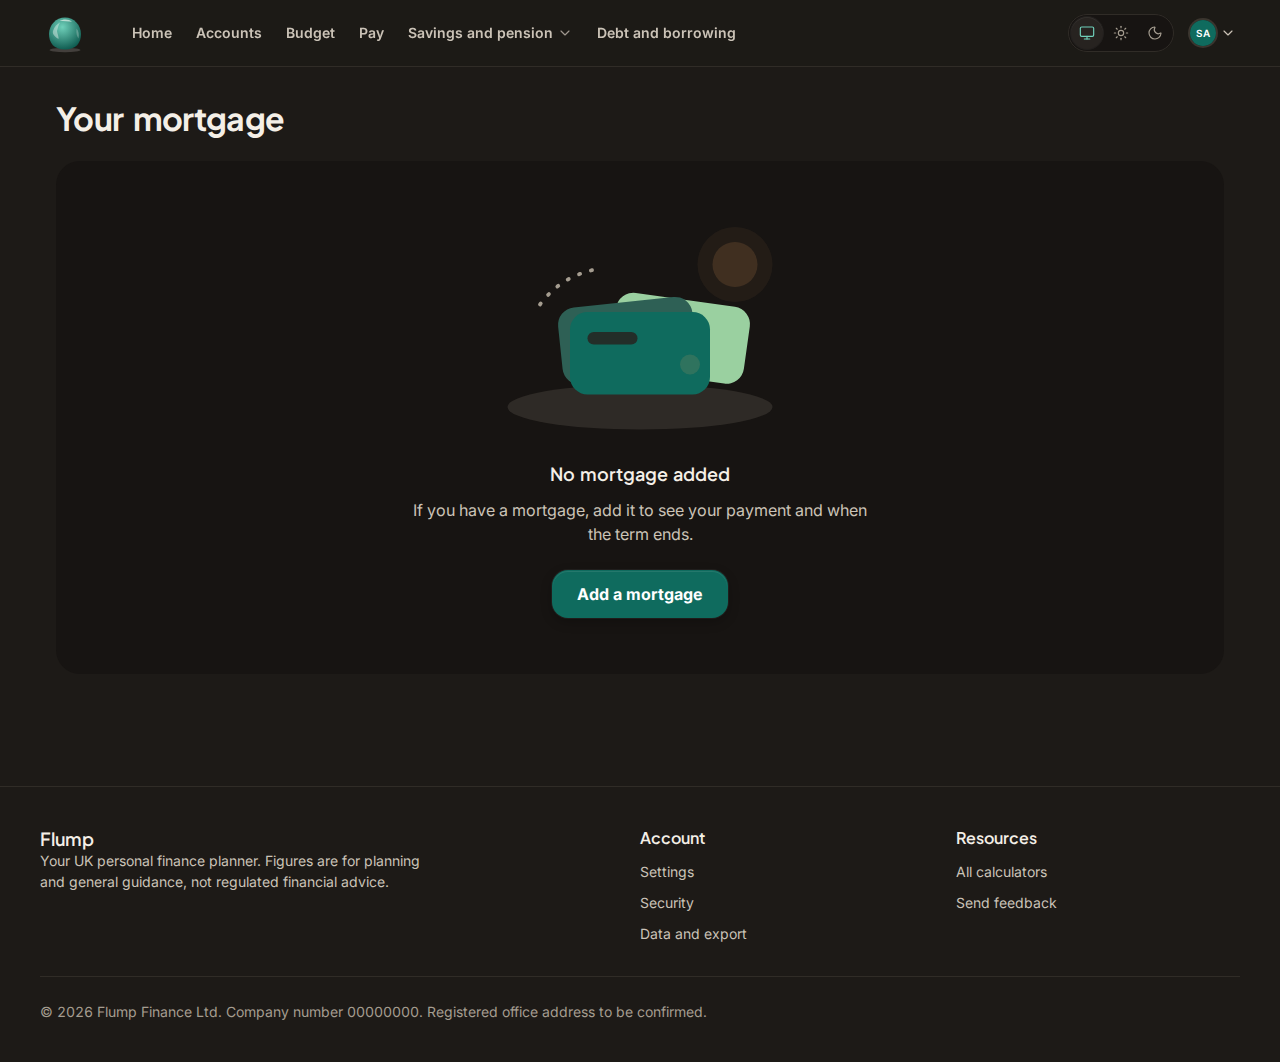 Home Accounts Budget Pay Savings and pension Debt and borrowing SA
Your mortgage
No mortgage added
If you have a mortgage, add it to see your payment and when
the term ends.
Add a mortgage
Flump
Your UK personal finance planner. Figures are for planning
and general guidance, not regulated financial advice.
Account
Settings
Security
Data and export
Resources
All calculators
Send feedback
© 2026 Flump Finance Ltd. Company number 00000000. Registered office address to be confirmed.